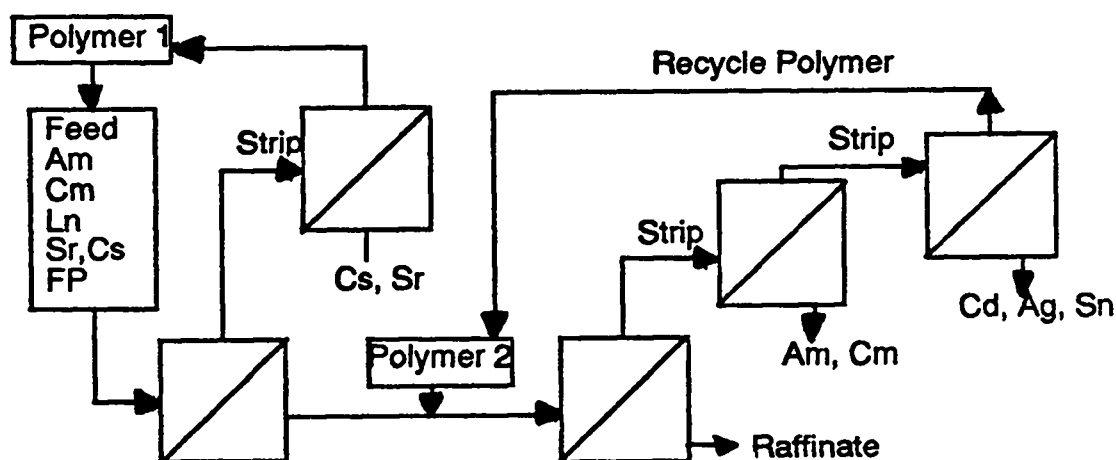 Polymer 1
Recycle Polymer
Feed
Am
Cm
Ln
Sr,Cs
FP
Strip
Strip
Strip
Cs, Sr
Cd, Ag, Sn
Polymer 2
Am, Cm
Raffinate